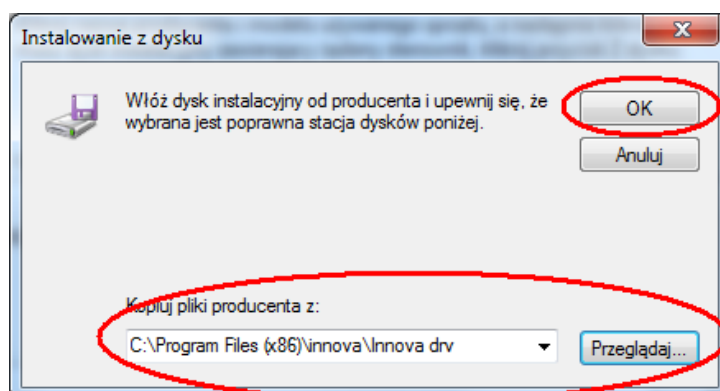 Instalowanie z dysku
Włóż dysk instalacyjny od producenta i upewnij się, że
wybrana jest poprawna stacja dysków poniżej.
OK
Anuluj
Kopiuj pliki producenta z:
C:\Program Files (x86)\innova\Innova drv
Przeglądaj...